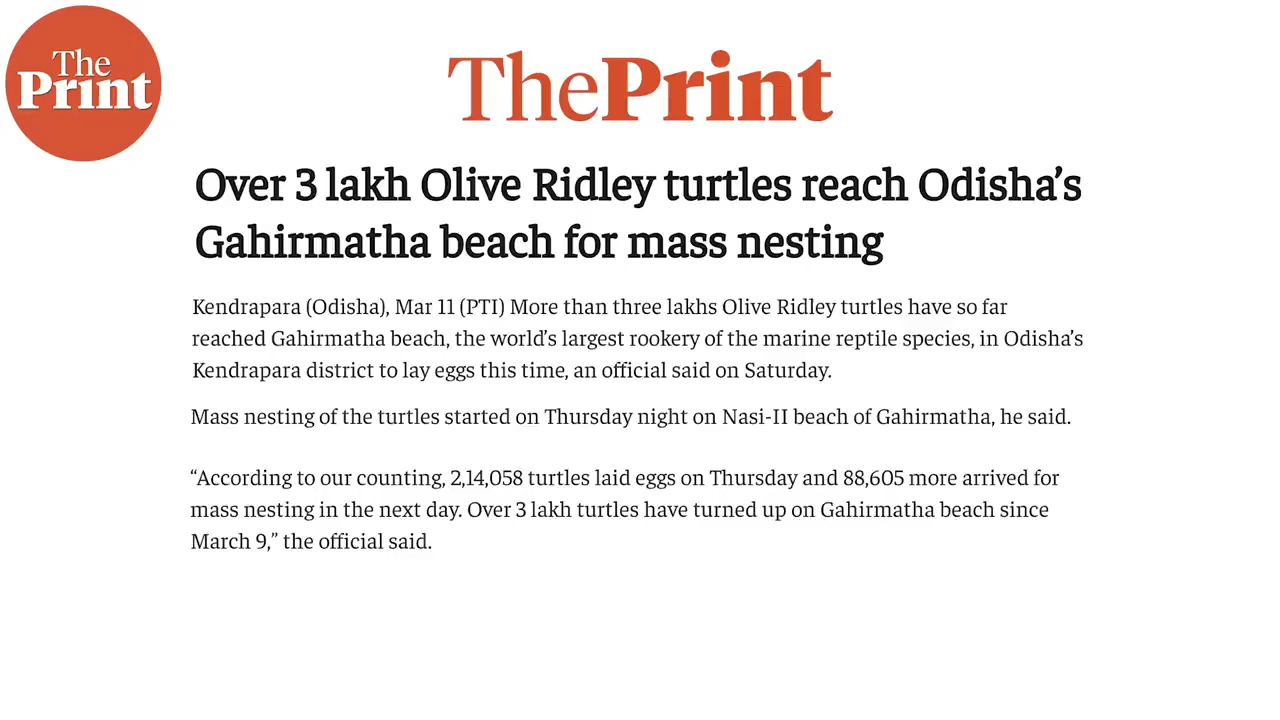 The
Print
ThePrint
Over 3 lakh Olive Ridley turtles reach Odisha’s
Gahirmatha beach for mass nesting
Kendrapara (Odisha), Mar 11 (PTI) More than three lakhs Olive Ridley turtles have so far
reached Gahirmatha beach, the world’s largest rookery of the marine reptile species, in Odisha’s
Kendrapara district to lay eggs this time, an official said on Saturday.
Mass nesting of the turtles started on Thursday night on Nasi-II beach of Gahirmatha, he said.
“According to our counting, 2,14,058 turtles laid eggs on Thursday and 88,605 more arrived for
mass nesting in the next day. Over 3 lakh turtles have turned up on Gahirmatha beach since
March 9,” the official said.